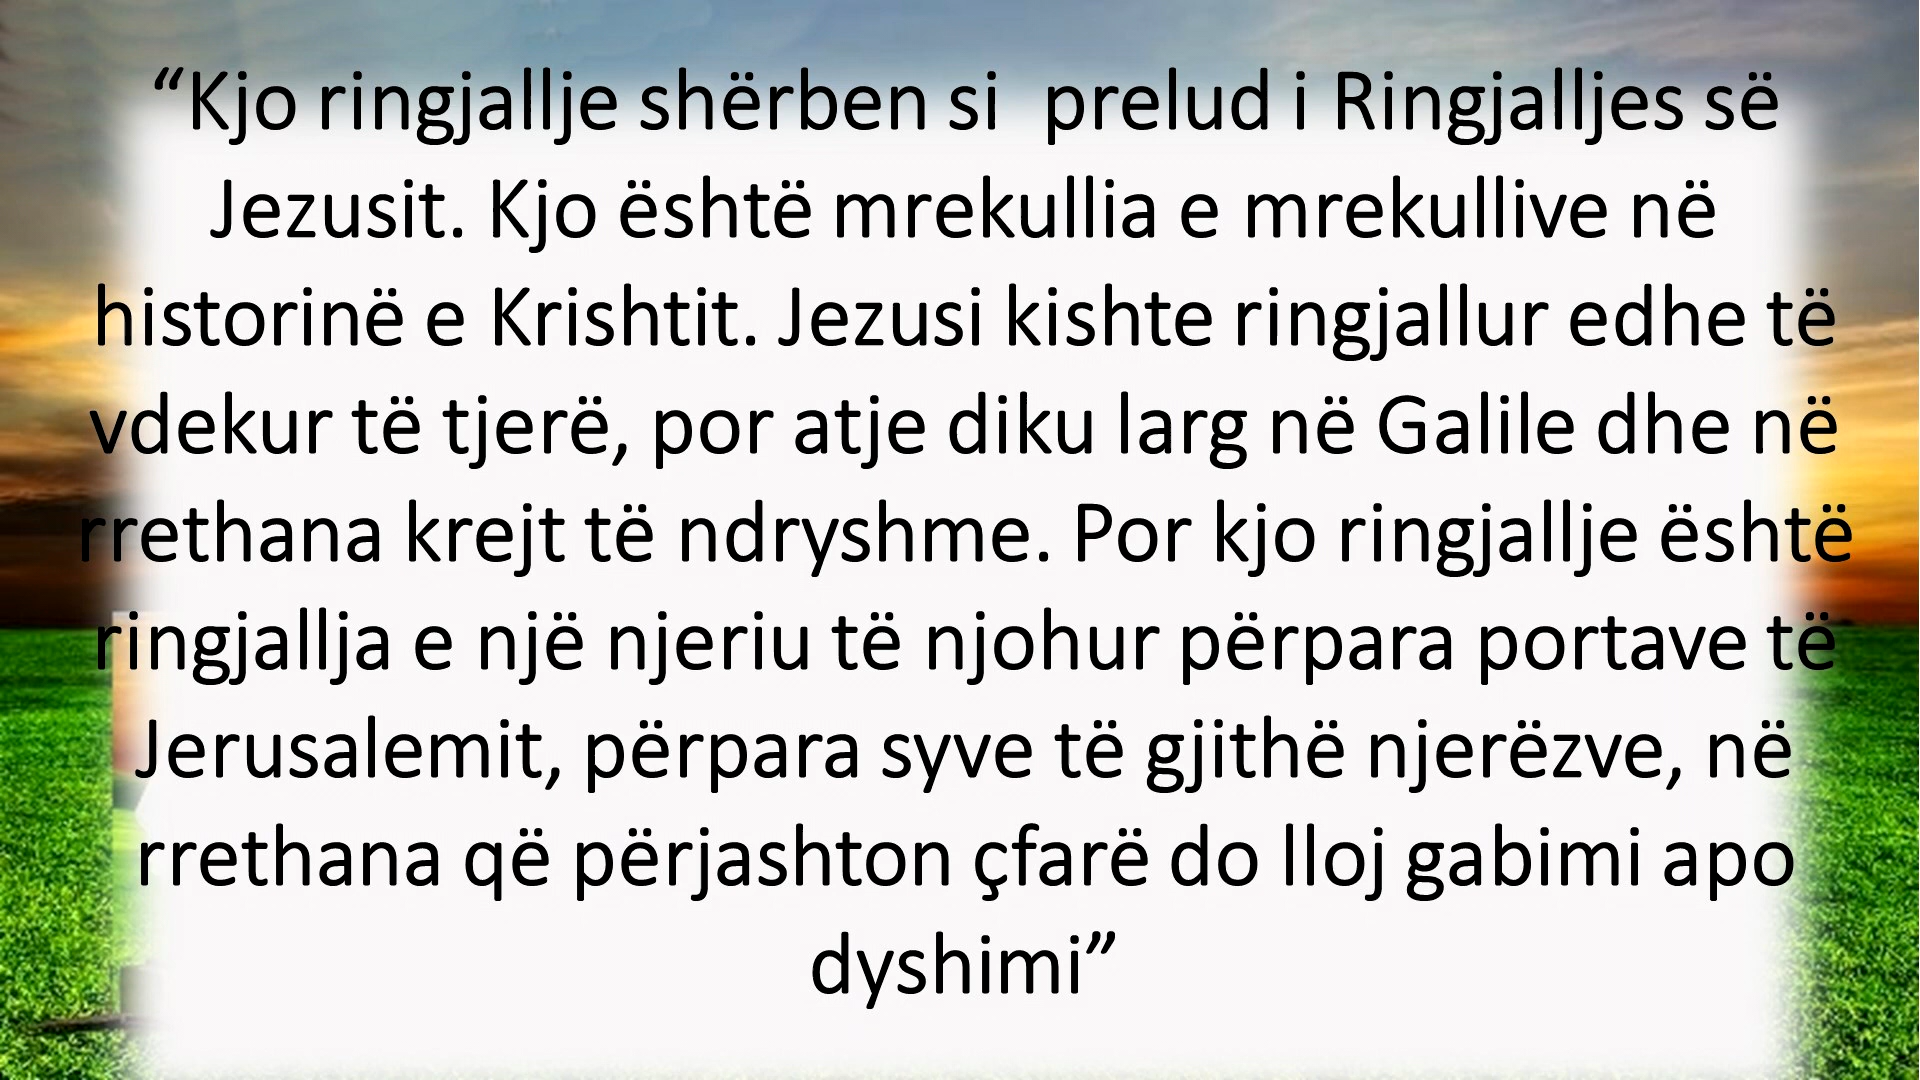 “Kjo ringjallje shërben si  prelud i Ringjalljes së
Jezusit. Kjo është mrekullia e mrekullive në
historinë e Krishtit. Jezusi kishte ringjallur edhe të
vdekur të tjerë, por atje diku larg në Galile dhe në
rrethana krejt të ndryshme. Por kjo ringjallje është
ringjallja e një njeriu të njohur përpara portave të
Jerusalemit, përpara syve të gjithë njerëzve, në
rrethana që përjashton çfarë do lloj gabimi apo
dyshimi”